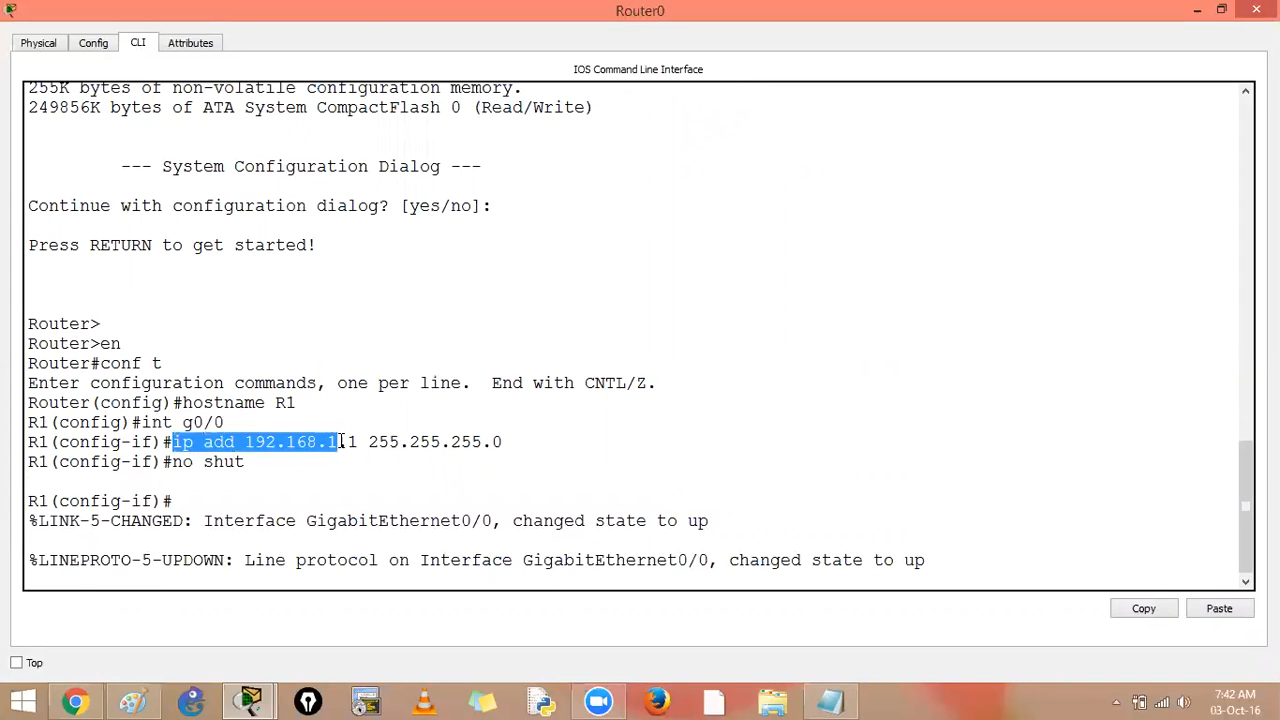 Router0
Physical Config CLI Attributes
IOS Command Line Interface
255K bytes of non-volatile configuration memory.
249856K bytes of ATA System CompactFlash 0 (Read/Write)
--- System Configuration Dialog ---
Continue with configuration dialog? [yes/no]:
Press RETURN to get started!
Router>
Router>en
Router#conf t
Enter configuration commands, one per line.  End with CNTL/Z.
Router(config)#hostname R1
R1(config)#int g0/0
R1(config-if)#ip add 192.168.1.1 255.255.255.0
R1(config-if)#no shut
R1(config-if)#
%LINK-5-CHANGED: Interface GigabitEthernet0/0, changed state to up
%LINEPROTO-5-UPDOWN: Line protocol on Interface GigabitEthernet0/0, changed state to up
Copy Paste
Top
7:42 AM
03-Oct-16